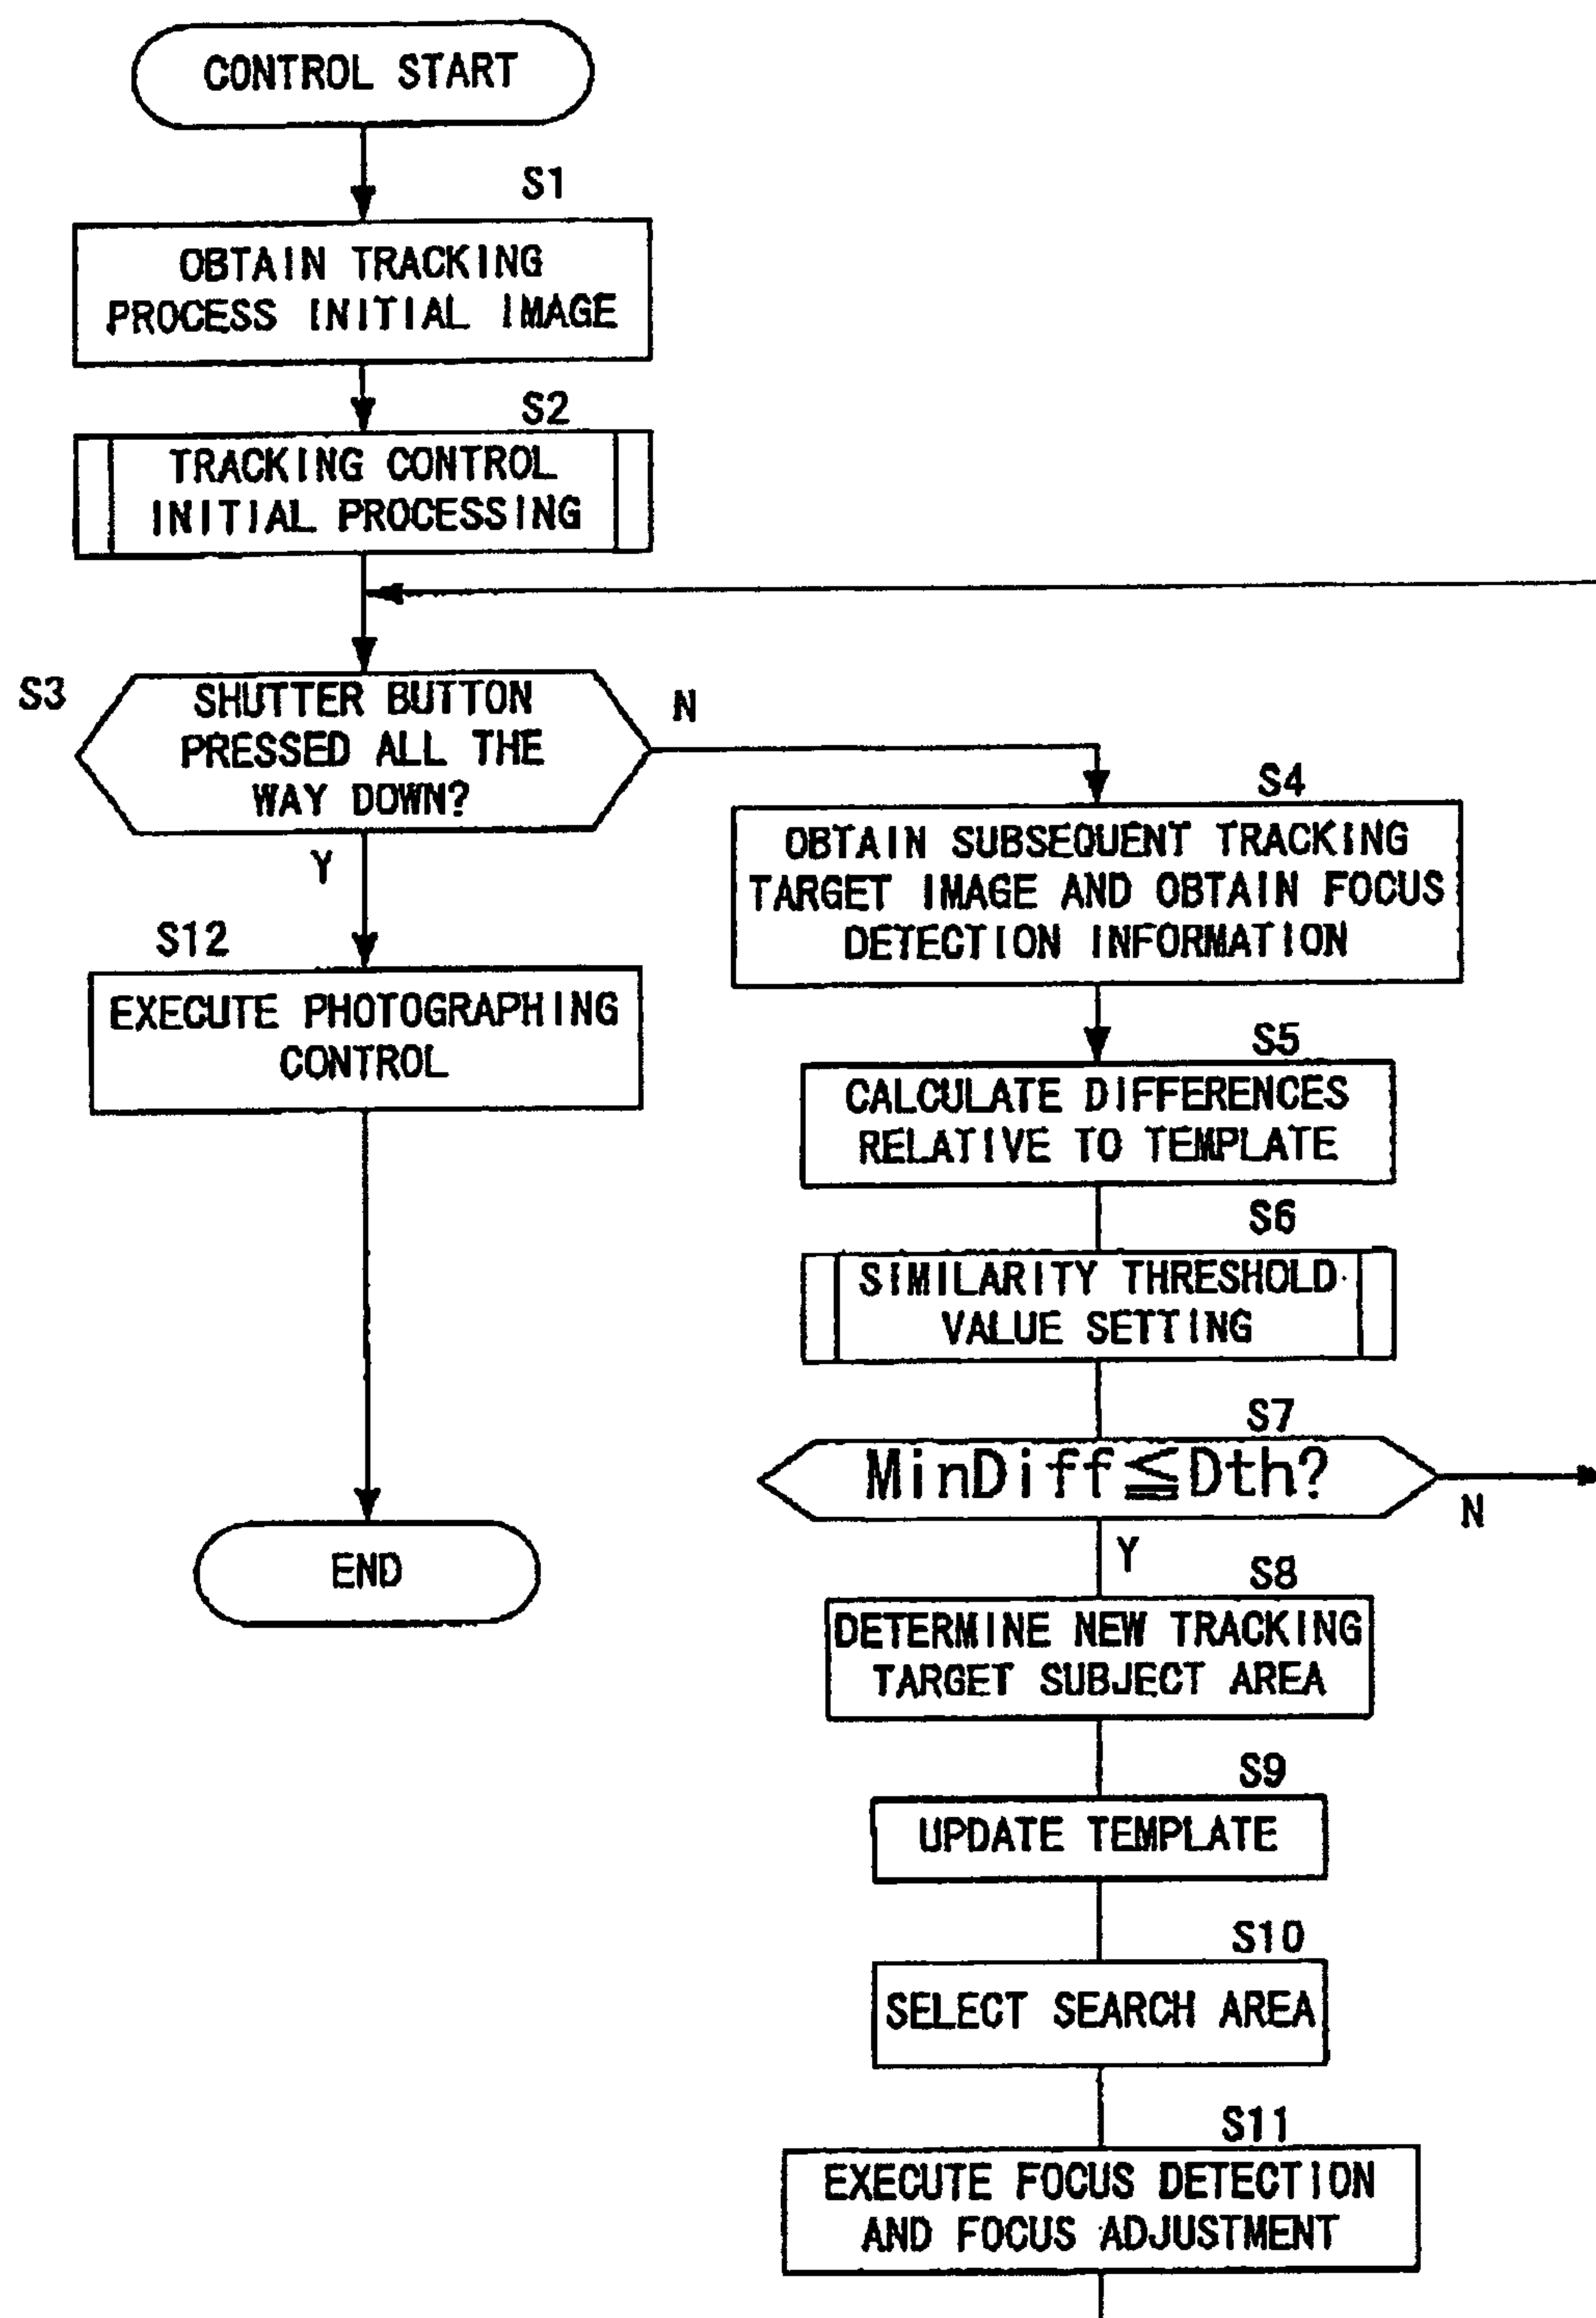 CONTROL START
S1
OBTAIN TRACKING
PROCESS INITIAL IMAGE
S2
TRACKING CONTROL
INITIAL PROCESSING
S3
SHUTTER BUTTON
PRESSED ALL THE
WAY DOWN?
N
Y
S12
EXECUTE PHOTOGRAPHING
CONTROL
END
S4
OBTAIN SUBSEQUENT TRACKING
TARGET IMAGE AND OBTAIN FOCUS
DETECTION INFORMATION
S5
CALCULATE DIFFERENCES
RELATIVE TO TEMPLATE
S6
SIMILARITY THRESHOLD
VALUE SETTING
S7
MinDiff≦Dth?
N
Y
S8
DETERMINE NEW TRACKING
TARGET SUBJECT AREA
S9
UPDATE TEMPLATE
S10
SELECT SEARCH AREA
S11
EXECUTE FOCUS DETECTION
AND FOCUS ADJUSTMENT